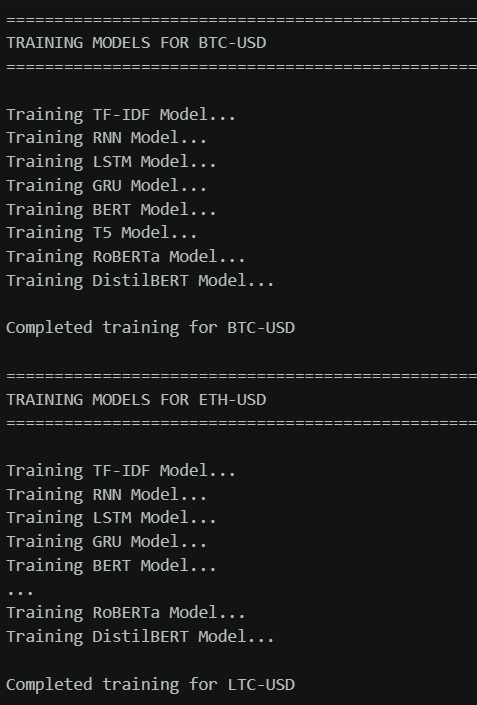 =================================================
TRAINING MODELS FOR BTC-USD
=================================================
Training TF-IDF Model...
Training RNN Model...
Training LSTM Model...
Training GRU Model...
Training BERT Model...
Training T5 Model...
Training RoBERTa Model...
Training DistilBERT Model...
Completed training for BTC-USD
=================================================
TRAINING MODELS FOR ETH-USD
=================================================
Training TF-IDF Model...
Training RNN Model...
Training LSTM Model...
Training GRU Model...
Training BERT Model...
...
Training RoBERTa Model...
Training DistilBERT Model...
Completed training for LTC-USD